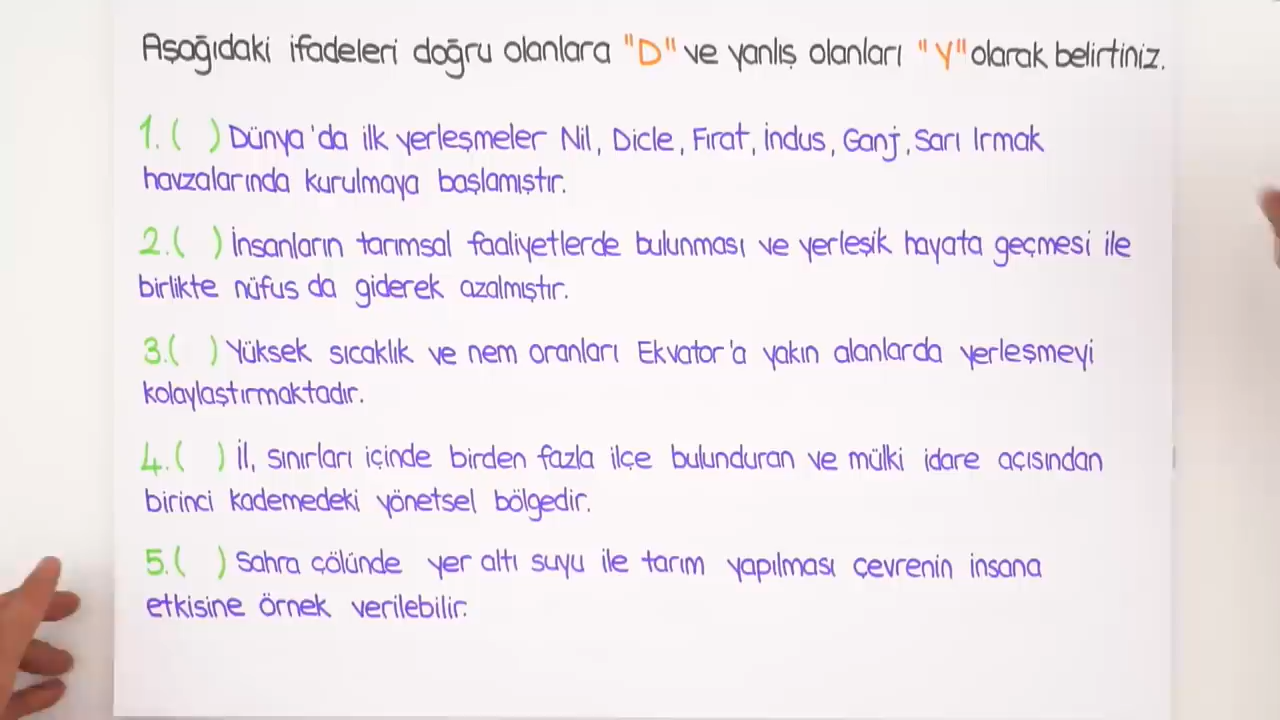 Aşağıdaki ifadeleri doğru olanlara "D" ve yanlış olanları "Y" olarak belirtiniz.
1. ( ) Dünya'da ilk yerleşmeler Nil, Dicle, Fırat, İndus, Ganj, Sarı Irmak
havzalarında kurulmaya başlamıştır.
2. ( ) İnsanların tarımsal faaliyetlerde bulunması ve yerleşik hayata geçmesi ile
birlikte nüfus da giderek azalmıştır.
3. ( ) Yüksek sıcaklık ve nem oranları Ekvator'a yakın alanlarda yerleşmeyi
kolaylaştırmaktadır.
4. ( ) İl, sınırları içinde birden fazla ilçe bulunduran ve mülki idare açısından
birinci kademedeki yönetsel bölgedir.
5. ( ) Sahra çölünde yer altı suyu ile tarım yapılması çevrenin insana
etkisine örnek verilebilir.